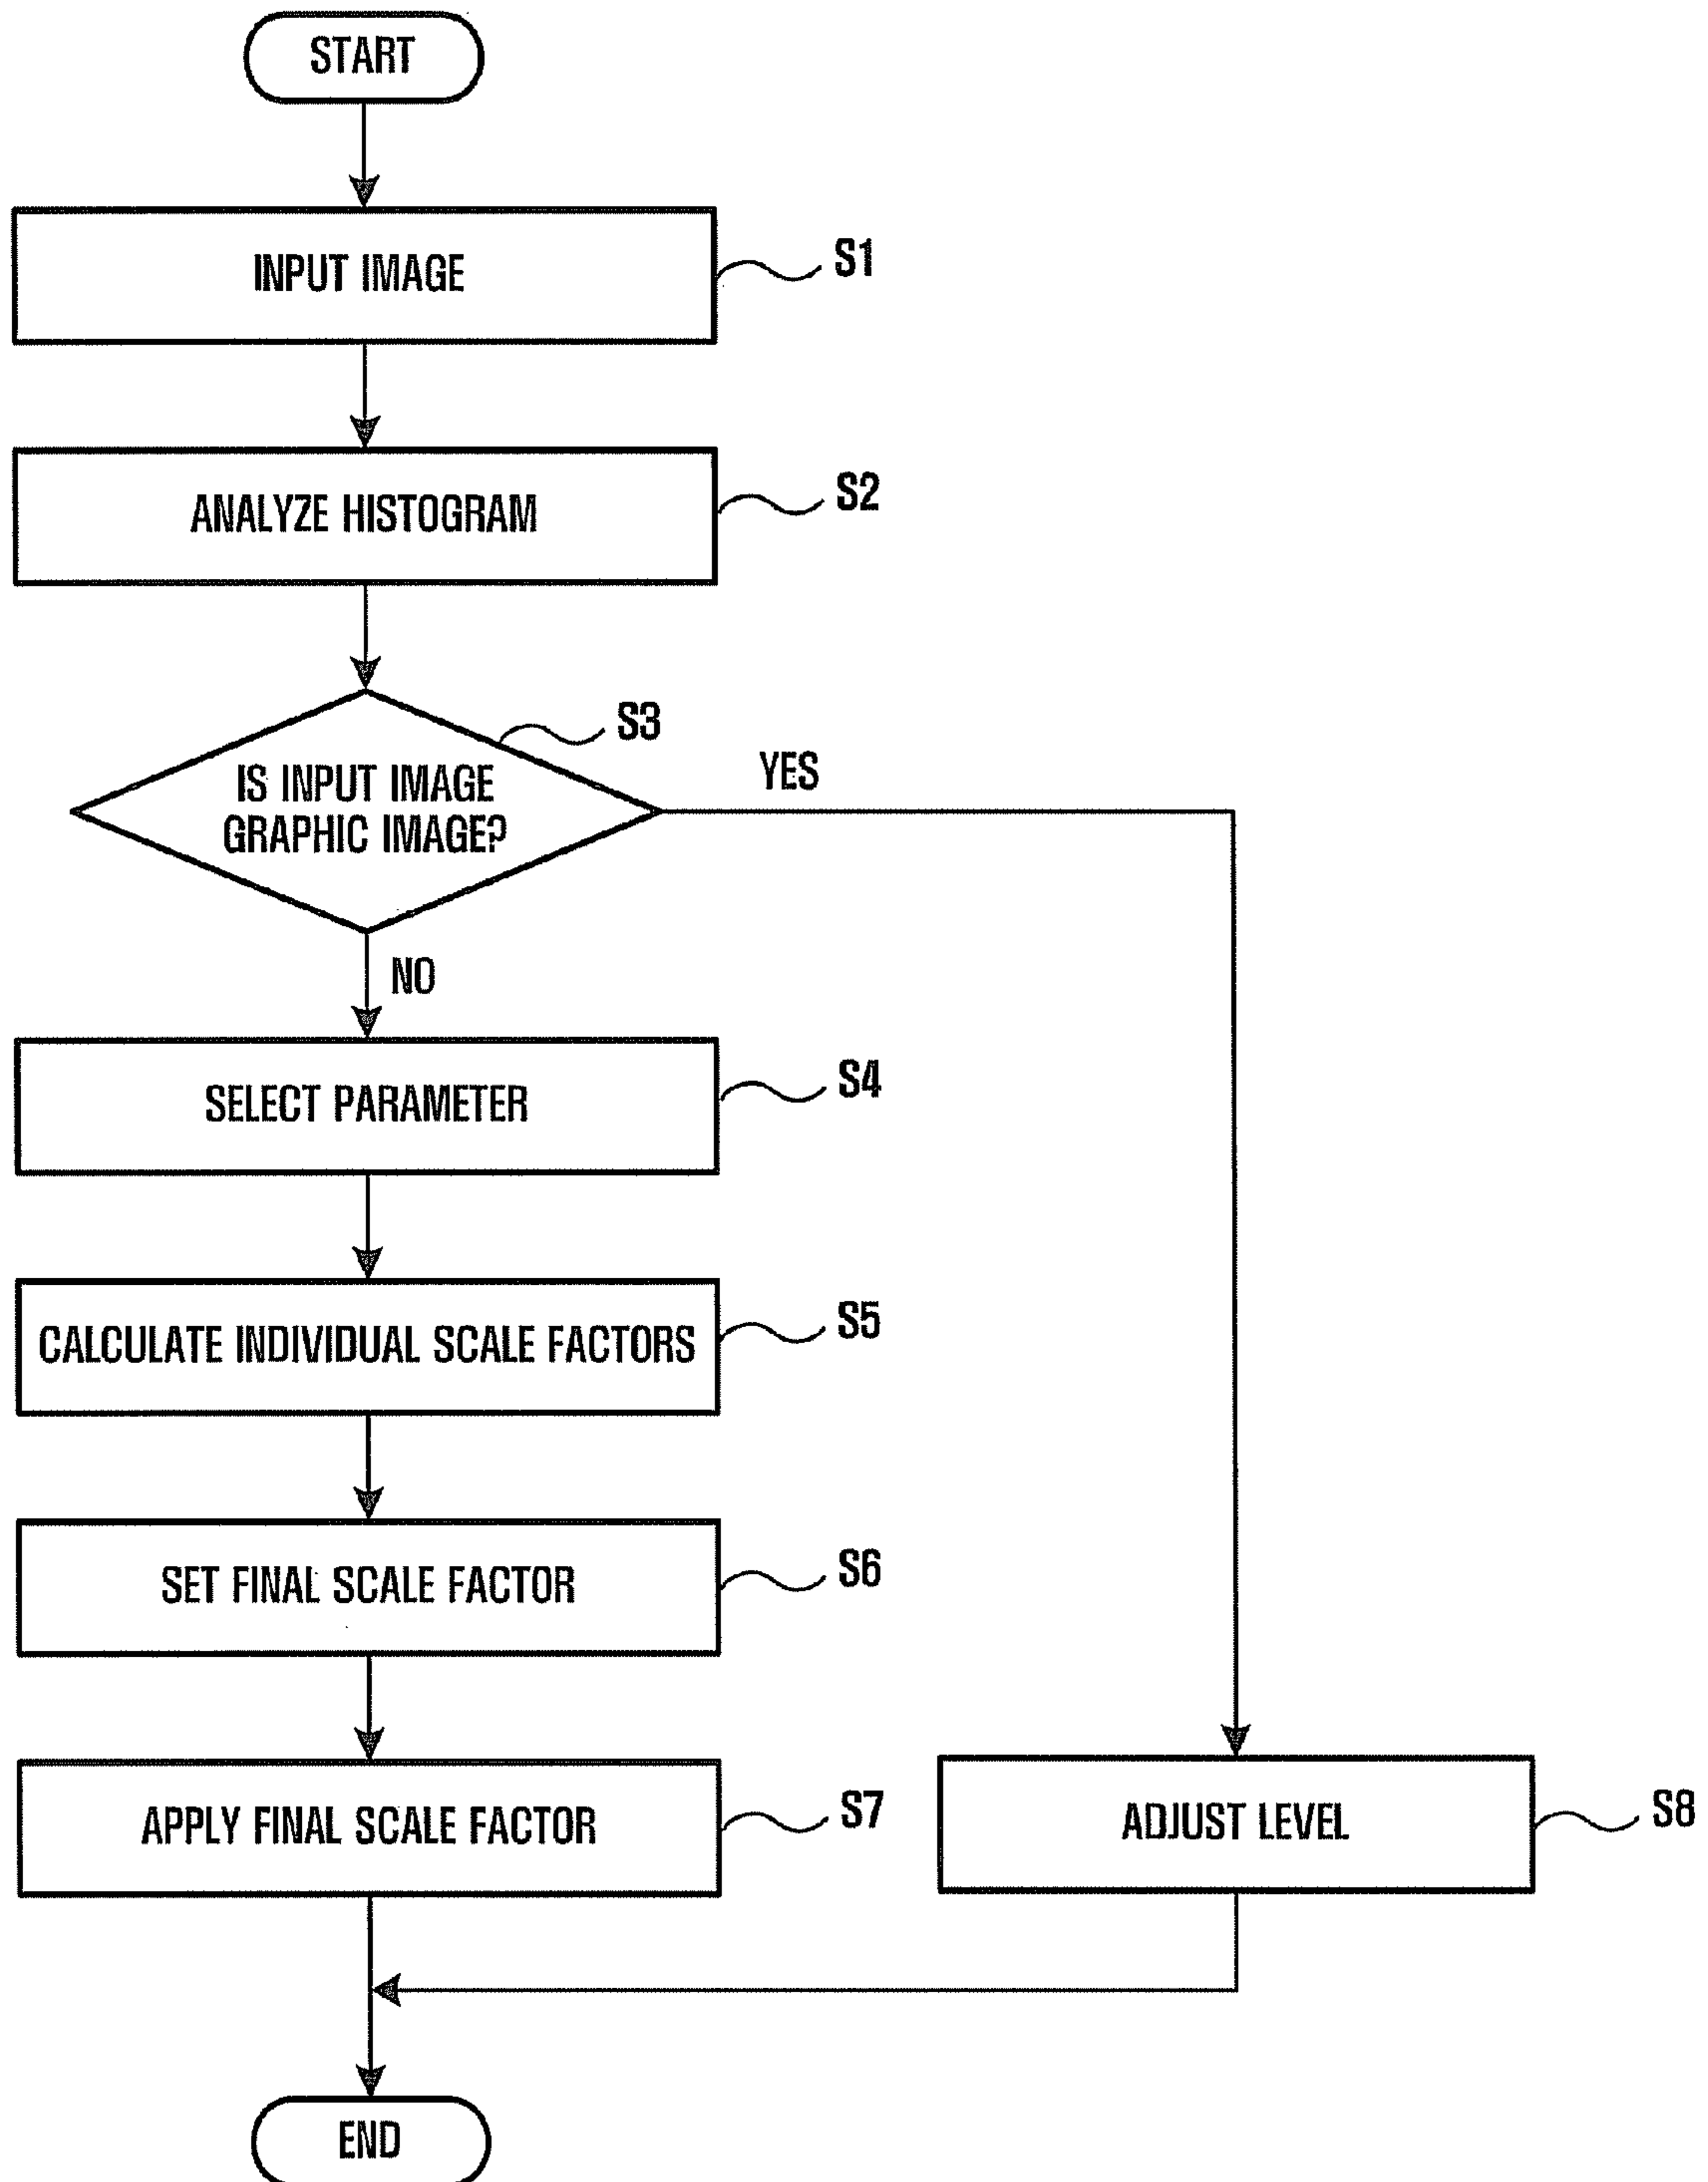 START
INPUT IMAGE
S1
ANALYZE HISTOGRAM
S2
S3
IS INPUT IMAGE
GRAPHIC IMAGE?
YES
NO
SELECT PARAMETER
S4
CALCULATE INDIVIDUAL SCALE FACTORS
S5
SET FINAL SCALE FACTOR
S6
APPLY FINAL SCALE FACTOR
S7
ADJUST LEVEL
S8
END